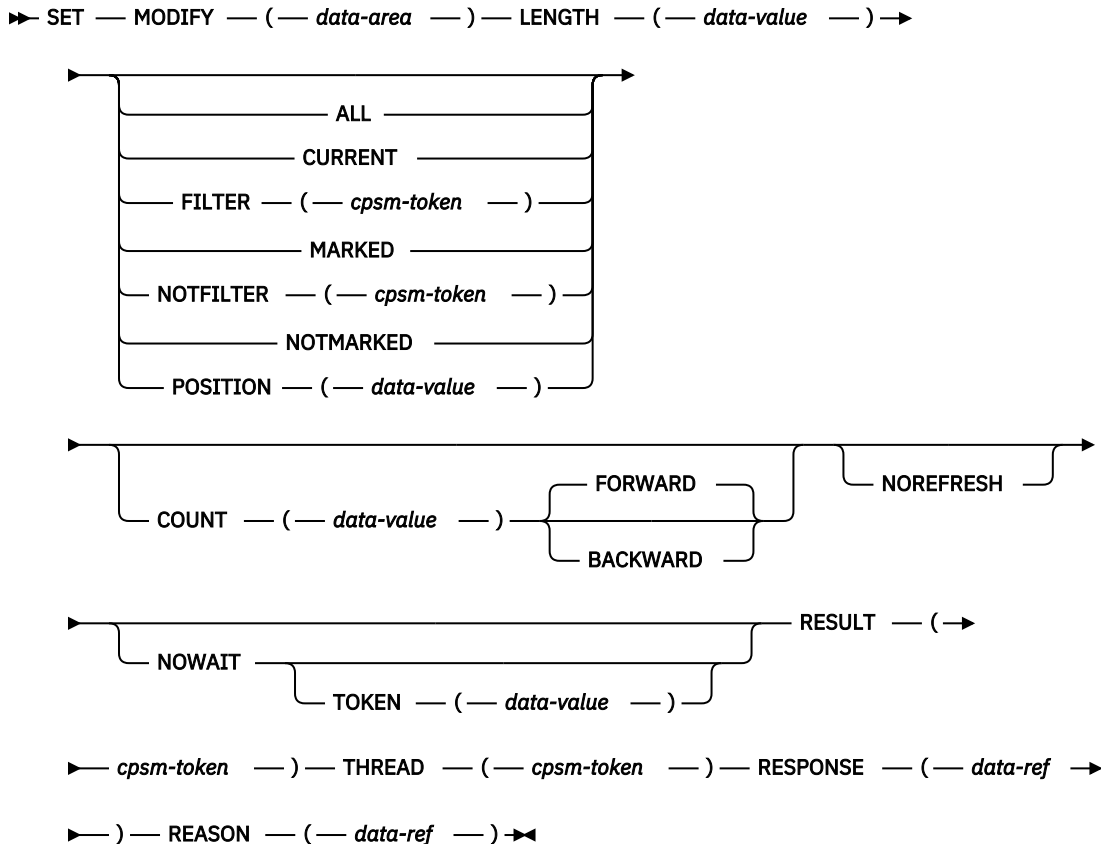 SET MODIFY ( data-area ) LENGTH ( data-value )
ALL
CURRENT
FILTER ( cpsm-token )
MARKED
NOTFILTER ( cpsm-token )
NOTMARKED
POSITION ( data-value )
FORWARD
NOREFRESH
COUNT ( data-value )
BACKWARD
RESULT (
NOWAIT
TOKEN ( data-value )
cpsm-token ) THREAD ( cpsm-token ) RESPONSE ( data-ref
) REASON ( data-ref )